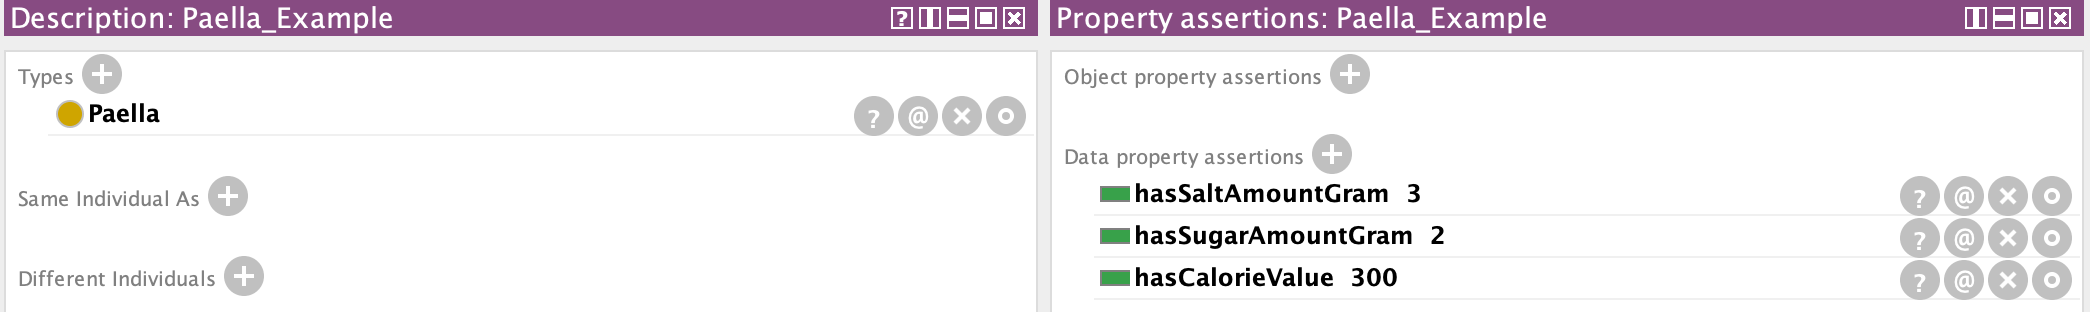 Description: Paella_Example
Types
Paella
Same Individual As
Different Individuals
Property assertions: Paella_Example
Object property assertions
Data property assertions
hasSaltAmountGram 3
hasSugarAmountGram 2
hasCalorieValue 300